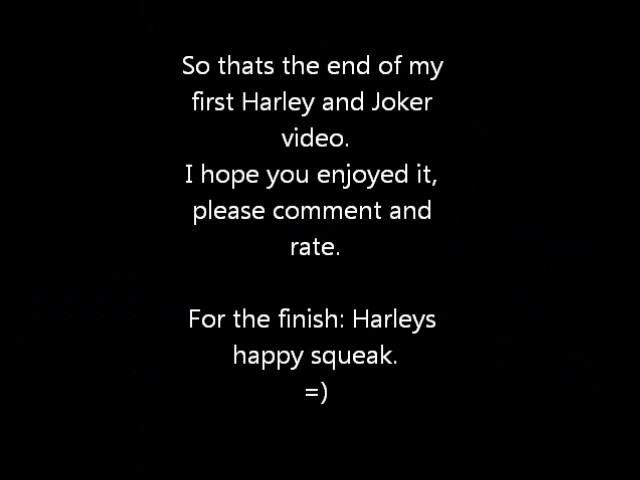 So thats the end of my
first Harley and Joker
video.
I hope you enjoyed it,
please comment and
rate.
For the finish: Harleys
happy squeak.
=)